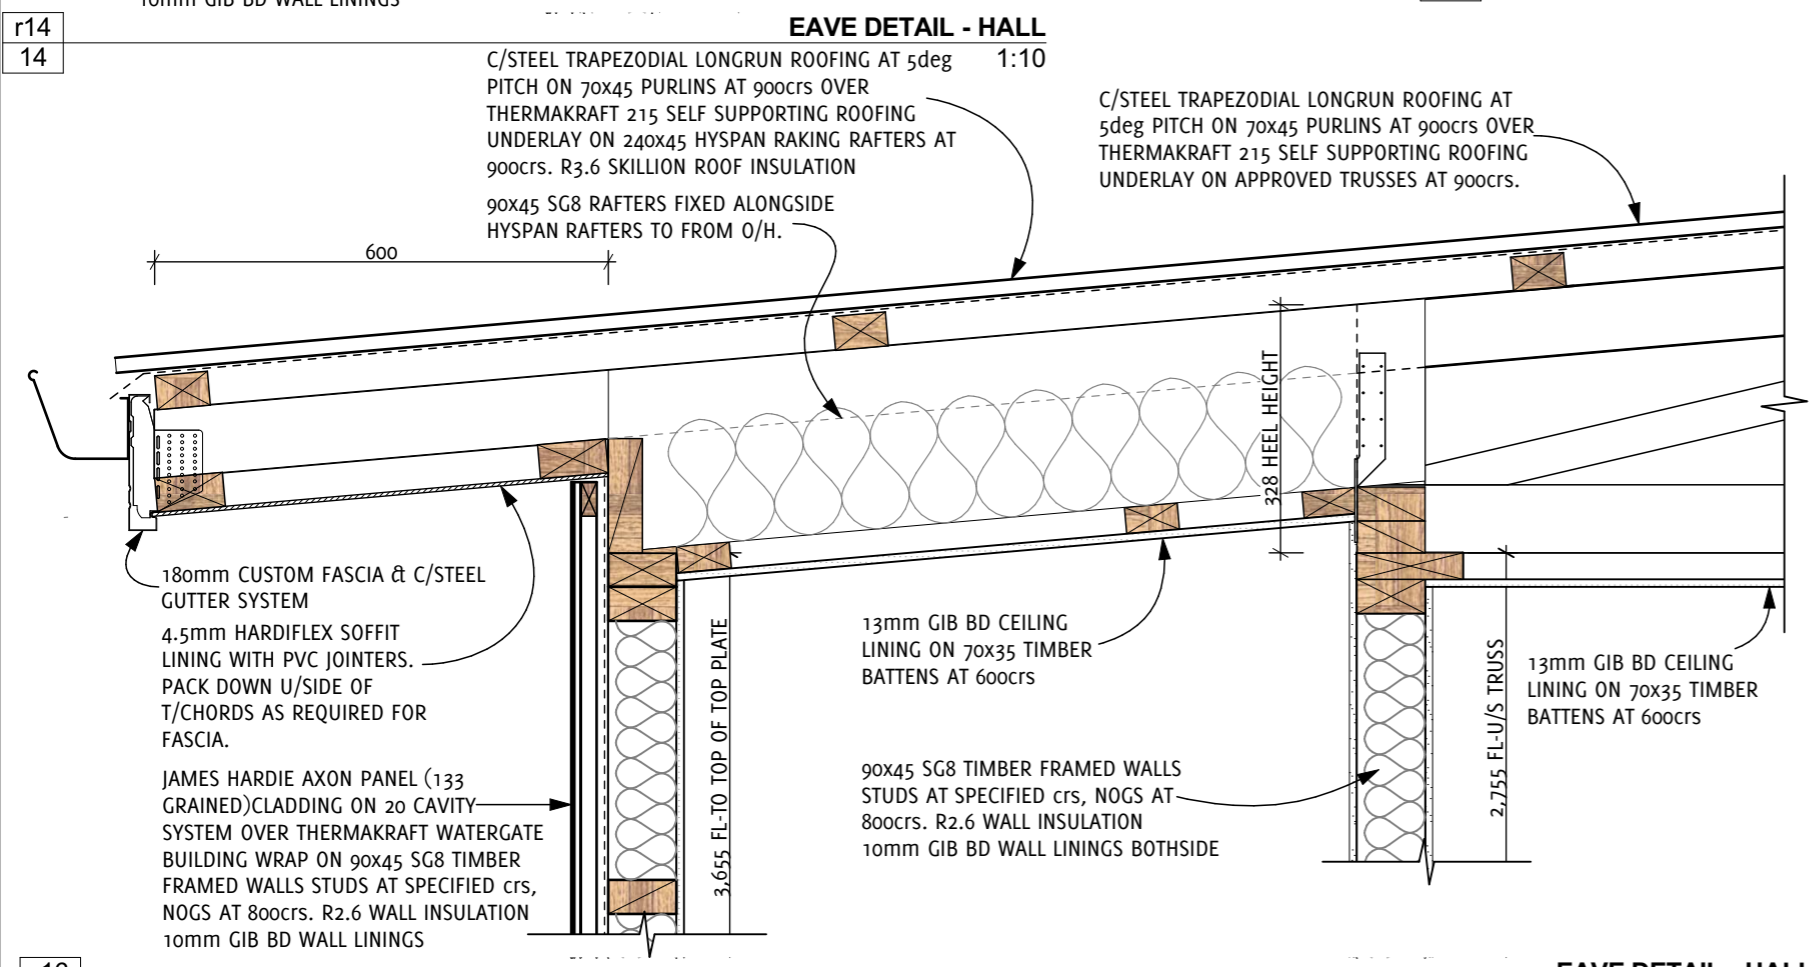 10mm GIB BD WALL LININGS
r14
14
EAVE DETAIL - HALL
1:10
C/STEEL TRAPEZODIAL LONGRUN ROOFING AT 5deg
PITCH ON 70x45 PURLINS AT 900crs OVER
THERMAKRAFT 215 SELF SUPPORTING ROOFING
UNDERLAY ON 240x45 HYSPAN RAKING RAFTERS AT
900crs. R3.6 SKILLION ROOF INSULATION
90x45 SG8 RAFTERS FIXED ALONGSIDE
HYSPAN RAFTERS TO FROM O/H.
C/STEEL TRAPEZODIAL LONGRUN ROOFING AT
5deg PITCH ON 70x45 PURLINS AT 900crs OVER
THERMAKRAFT 215 SELF SUPPORTING ROOFING
UNDERLAY ON APPROVED TRUSSES AT 900crs.
600
328 HEEL HEIGHT
180mm CUSTOM FASCIA & C/STEEL
GUTTER SYSTEM
4.5mm HARDIFLEX SOFFIT
LINING WITH PVC JOINTERS.
PACK DOWN U/SIDE OF
T/CHORDS AS REQUIRED FOR
FASCIA.
JAMES HARDIE AXON PANEL (133
GRAINED)CLADDING ON 20 CAVITY
SYSTEM OVER THERMAKRAFT WATERGATE
BUILDING WRAP ON 90x45 SG8 TIMBER
FRAMED WALLS STUDS AT SPECIFIED crs,
NOGS AT 800crs. R2.6 WALL INSULATION
10mm GIB BD WALL LININGS
3,655 FL-TO TOP OF TOP PLATE
13mm GIB BD CEILING
LINING ON 70x35 TIMBER
BATTENS AT 600crs
90x45 SG8 TIMBER FRAMED WALLS
STUDS AT SPECIFIED crs, NOGS AT
800crs. R2.6 WALL INSULATION
10mm GIB BD WALL LININGS BOTHSIDE
2,755 FL-U/S TRUSS
13mm GIB BD CEILING
LINING ON 70x35 TIMBER
BATTENS AT 600crs
EAVE DETAIL - HALL